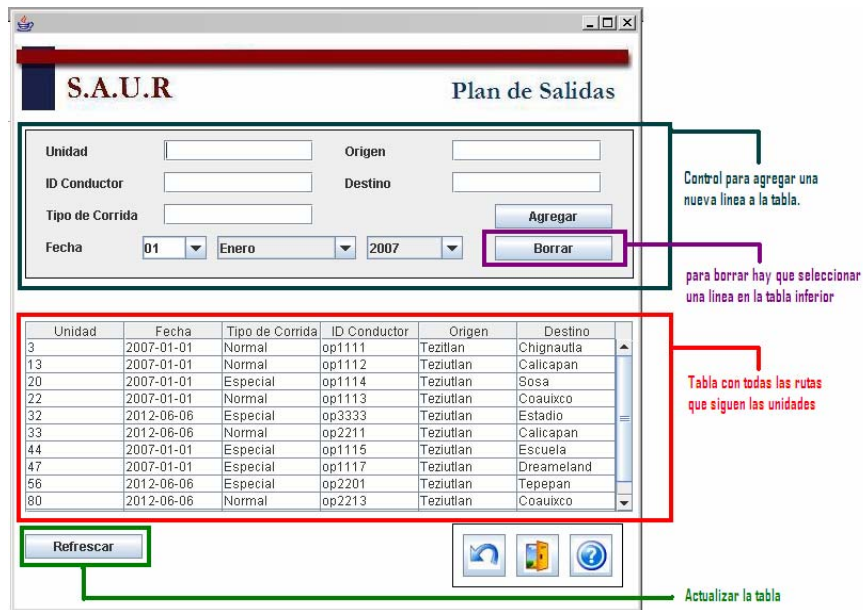 S.A.U.R
Plan de Salidas
Unidad
Origen
ID Conductor
Destino
Tipo de Corrida
Agregar
Fecha 01 Enero 2007
Borrar
Control para agregar una
nueva línea a la tabla.
para borrar hay que seleccionar
una línea en la tabla inferior
Unidad Fecha Tipo de Corrida ID Conductor Origen Destino
3 2007-01-01 Normal op1111 Tezitlan Chignautla
13 2007-01-01 Normal op1112 Teziutlan Calicapan
20 2007-01-01 Especial op1114 Teziutlan Sosa
22 2007-01-01 Normal op1113 Teziutlan Coauixco
32 2012-06-06 Especial op3333 Teziutlan Estadio
33 2012-06-06 Normal op2211 Teziutlan Calicapan
44 2007-01-01 Especial op1115 Teziutlan Escuela
47 2007-01-01 Especial op1117 Teziutlan Dreameland
56 2012-06-06 Especial op2201 Teziutlan Tepepan
80 2012-06-06 Normal op2213 Teziutlan Coauixco
Tabla con todas las rutas
que siguen las unidades
Refrescar
Actualizar la tabla